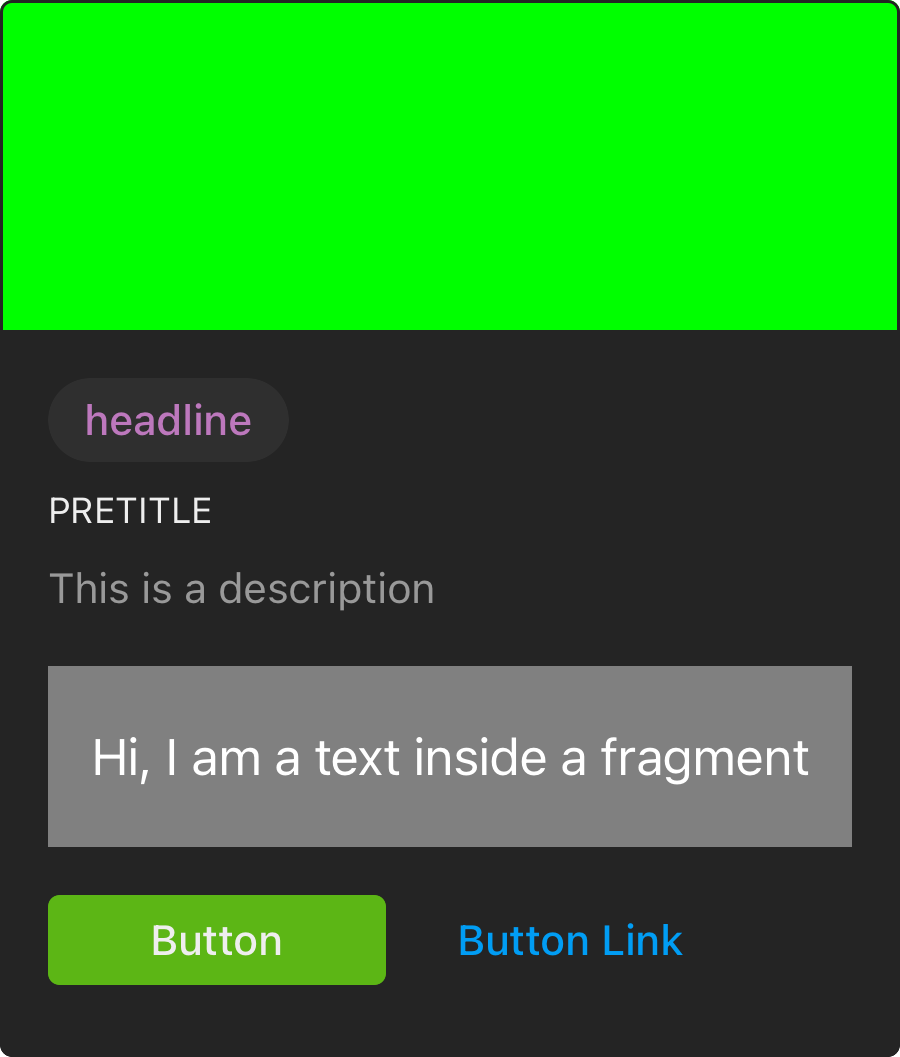 headline
PRETITLE
This is a description
Hi, I am a text inside a fragment
Button
Button Link